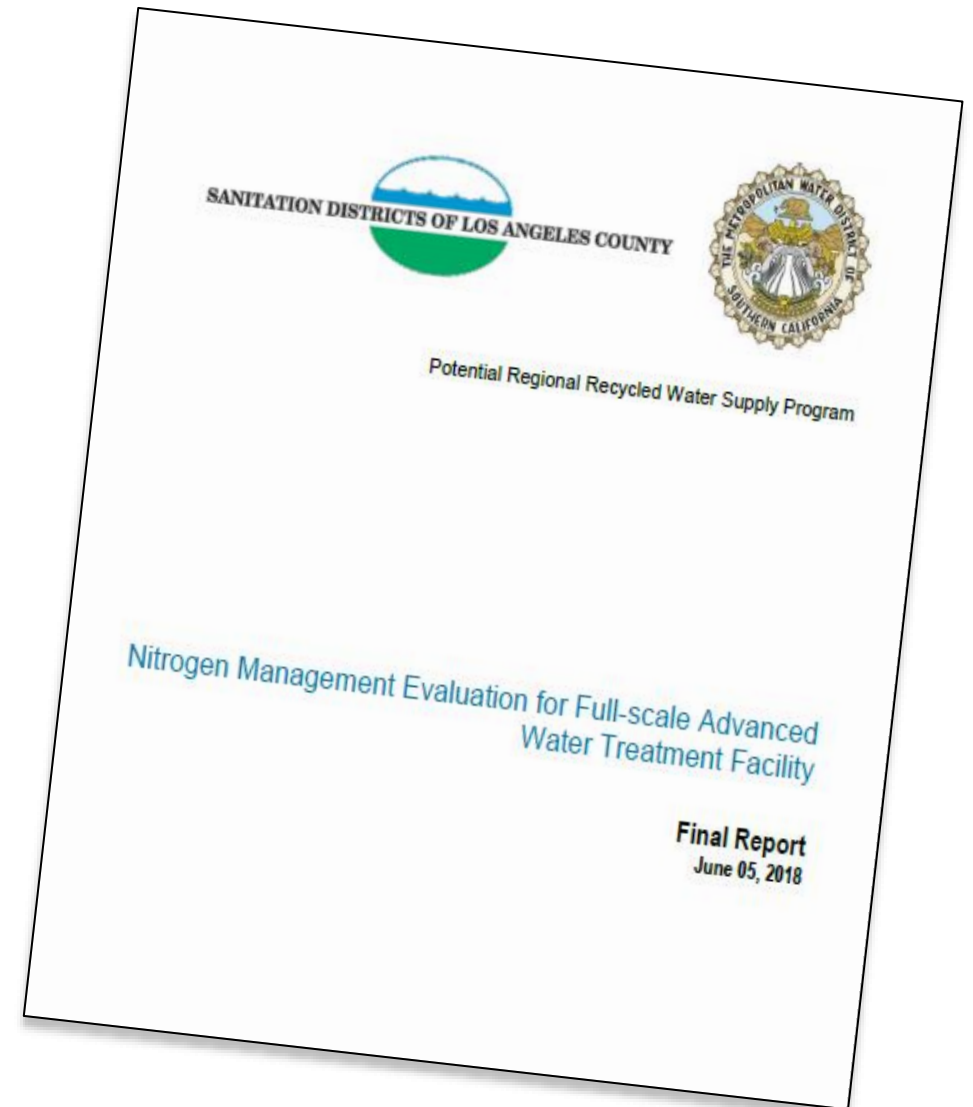 SANITATION DISTRICTS OF LOS ANGELES COUNTY
THE METROPOLITAN WATER DISTRICT OF
SOUTHERN CALIFORNIA
Potential Regional Recycled Water Supply Program
Nitrogen Management Evaluation for Full-scale Advanced
Water Treatment Facility
Final Report
June 05, 2018